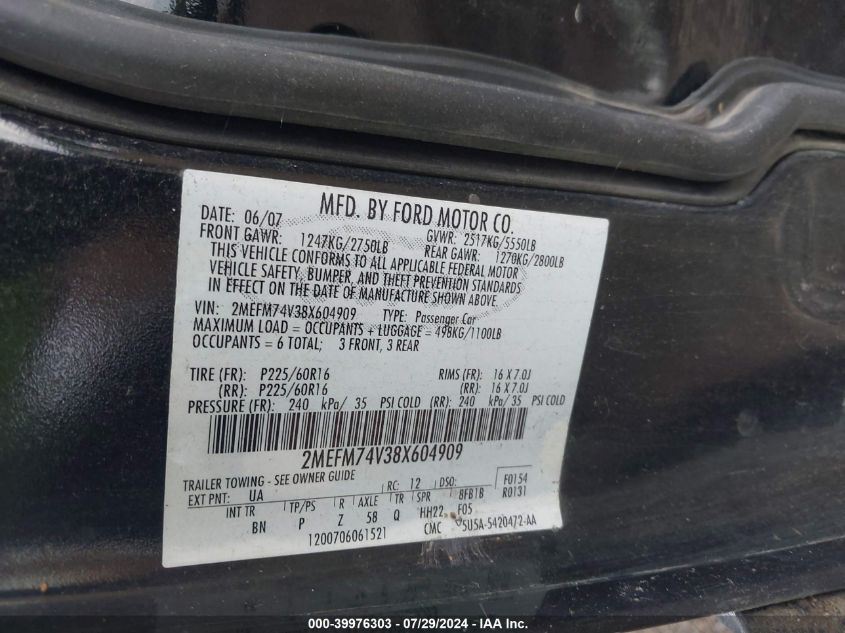 MFD. BY FORD MOTOR CO.
DATE: 06/07 GVWR: 2517KG/5550LB
FRONT GAWR: 1247KG/2750LB REAR GAWR: 1270KG/2800LB
THIS VEHICLE CONFORMS TO ALL APPLICABLE FEDERAL MOTOR
VEHICLE SAFETY, BUMPER, AND THEFT PREVENTION STANDARDS
IN EFFECT ON THE DATE OF MANUFACTURE SHOWN ABOVE.
VIN: 2MEFM74V38X604909 TYPE: Passenger Car
MAXIMUM LOAD = OCCUPANTS + LUGGAGE = 498KG/1100LB
OCCUPANTS = 6 TOTAL; 3 FRONT, 3 REAR
TIRE (FR): P225/60R16 RIMS (FR): 16 X 7.0J
(RR): P225/60R16 (RR): 16 X 7.0J
PRESSURE (FR): 240 kPa/ 35 PSI COLD (RR): 240 kPa/ 35 PSI COLD
2MEFM74V38X604909
TRAILER TOWING - SEE OWNER GUIDE
EXT PNT: UA RC: 12 DSO: F0154
INT TR TP/PS R AXLE TR SPR 8FB1B R0131
BN P Z 58 Q HH22 F05
1200706061521 CMC 5U5A-5420472-AA
000-39976303 - 07/29/2024 - IAA Inc.